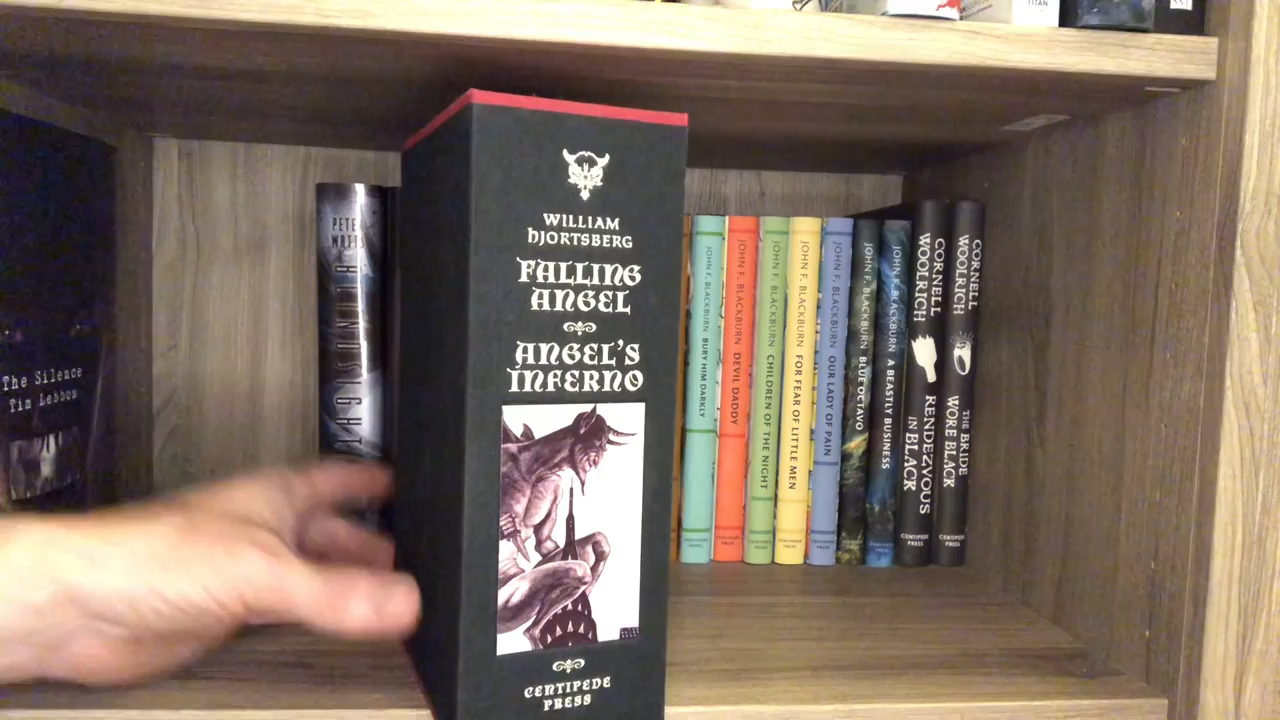 TITAN
The Silence
Tim Lebbon
PETER
WATTS
BLINDSIGHT
WILLIAM
HJORTSBERG
FALLING
ANGEL
ANGEL'S
INFERNO
CENTIPEDE
PRESS
JOHN F. BLACKBURN BURY HIM DARKLY
JOHN F. BLACKBURN DEVIL DADDY
JOHN F. BLACKBURN CHILDREN OF THE NIGHT
JOHN F. BLACKBURN FOR FEAR OF LITTLE MEN
JOHN F. BLACKBURN OUR LADY OF PAIN
JOHN F. BLACKBURN BLUE OCTAVO
JOHN F. BLACKBURN A BEASTLY BUSINESS
CORNELL
WOOLRICH
RENDEZVOUS
IN BLACK
CENTIPEDE
PRESS
CORNELL
WOOLRICH
THE BRIDE
WORE BLACK
CENTIPEDE
PRESS